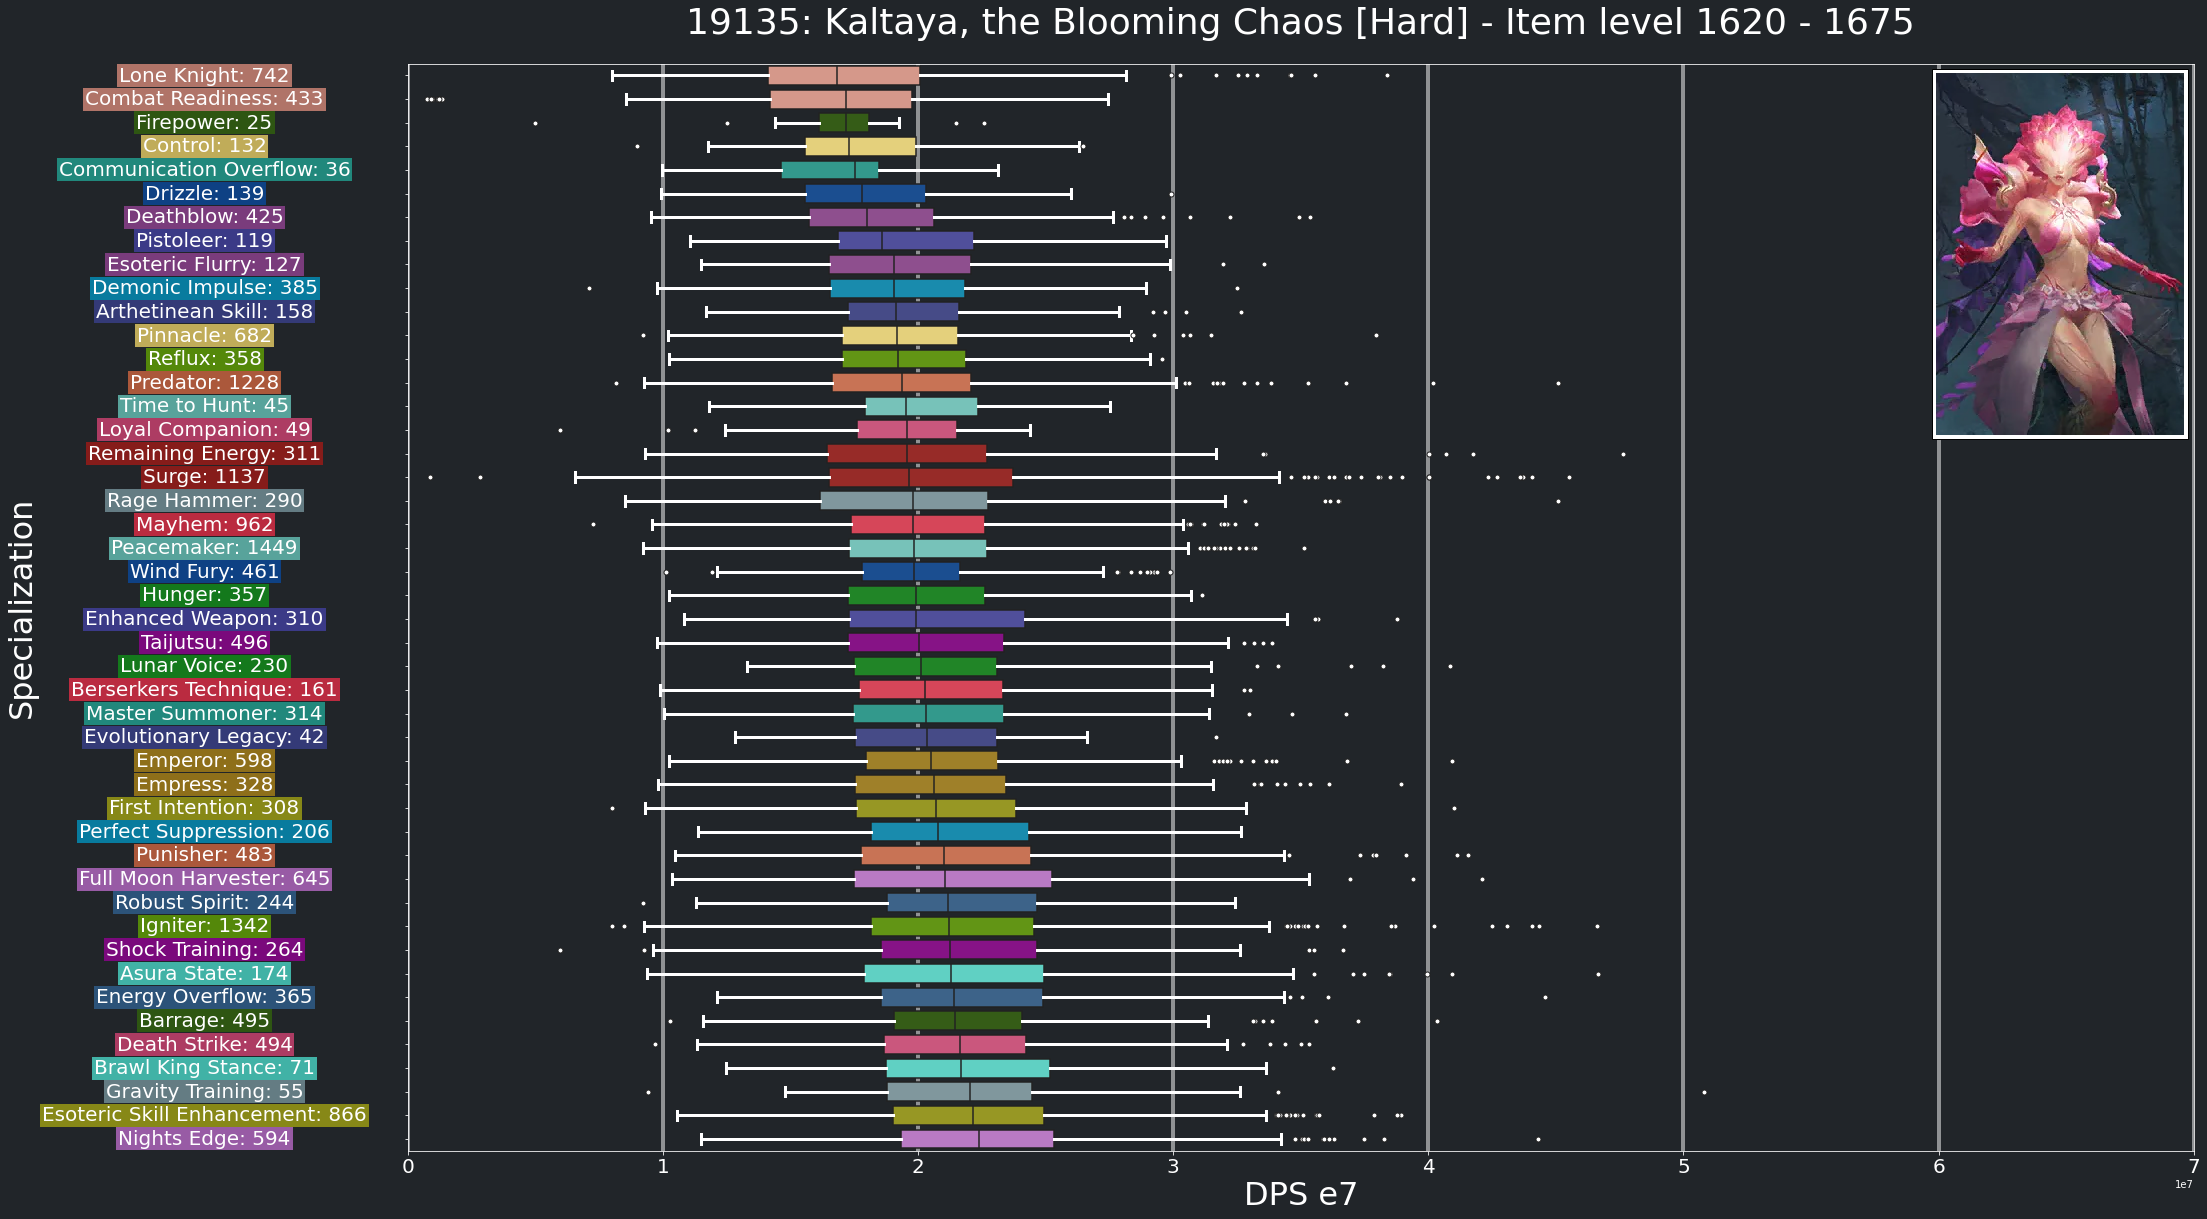 19135: Kaltaya, the Blooming Chaos [Hard] - Item level 1620 - 1675
Specialization
Lone Knight: 742
Combat Readiness: 433
Firepower: 25
Control: 132
Communication Overflow: 36
Drizzle: 139
Deathblow: 425
Pistoleer: 119
Esoteric Flurry: 127
Demonic Impulse: 385
Arthetinean Skill: 158
Pinnacle: 682
Reflux: 358
Predator: 1228
Time to Hunt: 45
Loyal Companion: 49
Remaining Energy: 311
Surge: 1137
Rage Hammer: 290
Mayhem: 962
Peacemaker: 1449
Wind Fury: 461
Hunger: 357
Enhanced Weapon: 310
Taijutsu: 496
Lunar Voice: 230
Berserkers Technique: 161
Master Summoner: 314
Evolutionary Legacy: 42
Emperor: 598
Empress: 328
First Intention: 308
Perfect Suppression: 206
Punisher: 483
Full Moon Harvester: 645
Robust Spirit: 244
Igniter: 1342
Shock Training: 264
Asura State: 174
Energy Overflow: 365
Barrage: 495
Death Strike: 494
Brawl King Stance: 71
Gravity Training: 55
Esoteric Skill Enhancement: 866
Nights Edge: 594
0 1 2 3 4 5 6 7
1e7
DPS e7